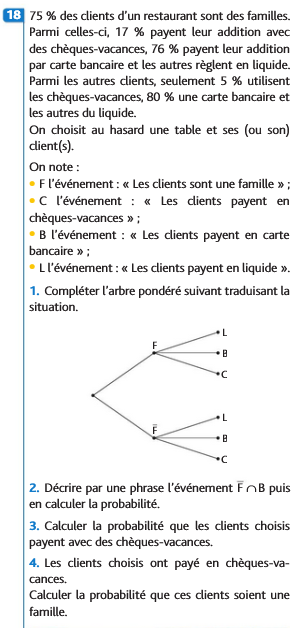 18 75 % des clients d'un restaurant sont des familles.
Parmi celles-ci, 17 % payent leur addition avec
des chèques-vacances, 76 % payent leur addition
par carte bancaire et les autres règlent en liquide.
Parmi les autres clients, seulement 5 % utilisent
les chèques-vacances, 80 % une carte bancaire et
les autres du liquide.
On choisit au hasard une table et ses (ou son)
client(s).
On note :
• F l'événement : « Les clients sont une famille » ;
• C l'événement : « Les clients payent en
chèques-vacances » ;
• B l'événement : « Les clients payent en carte
bancaire » ;
• L l'événement : « Les clients payent en liquide ».
1. Compléter l'arbre pondéré suivant traduisant la
situation.
L
F
B
C
L
F̅
B
C
2. Décrire par une phrase l'événement F̅ ∩ B puis
en calculer la probabilité.
3. Calculer la probabilité que les clients choisis
payent avec des chèques-vacances.
4. Les clients choisis ont payé en chèques-va-
cances.
Calculer la probabilité que ces clients soient une
famille.